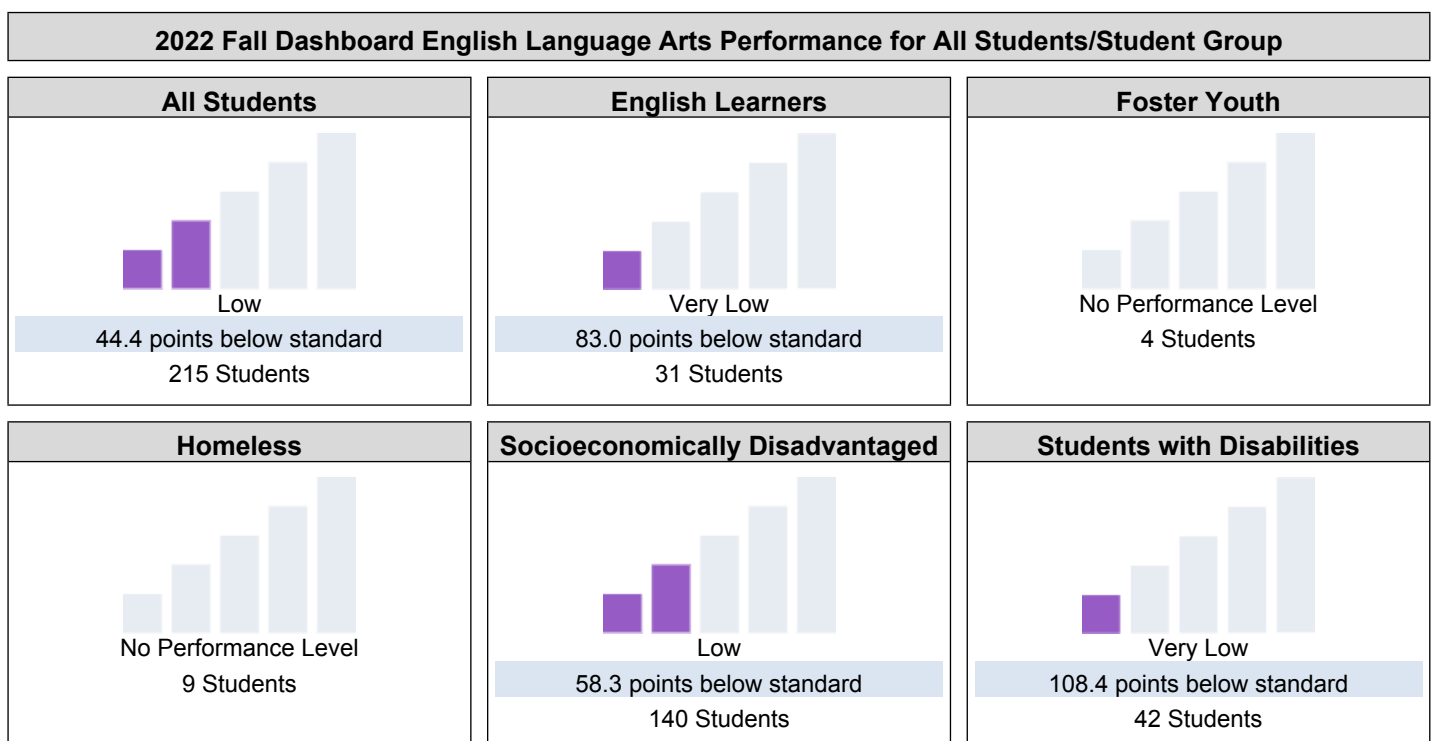 2022 Fall Dashboard English Language Arts Performance for All Students/Student Group
All Students
Low
44.4 points below standard
215 Students
English Learners
Very Low
83.0 points below standard
31 Students
Foster Youth
No Performance Level
4 Students
Homeless
No Performance Level
9 Students
Socioeconomically Disadvantaged
Low
58.3 points below standard
140 Students
Students with Disabilities
Very Low
108.4 points below standard
42 Students